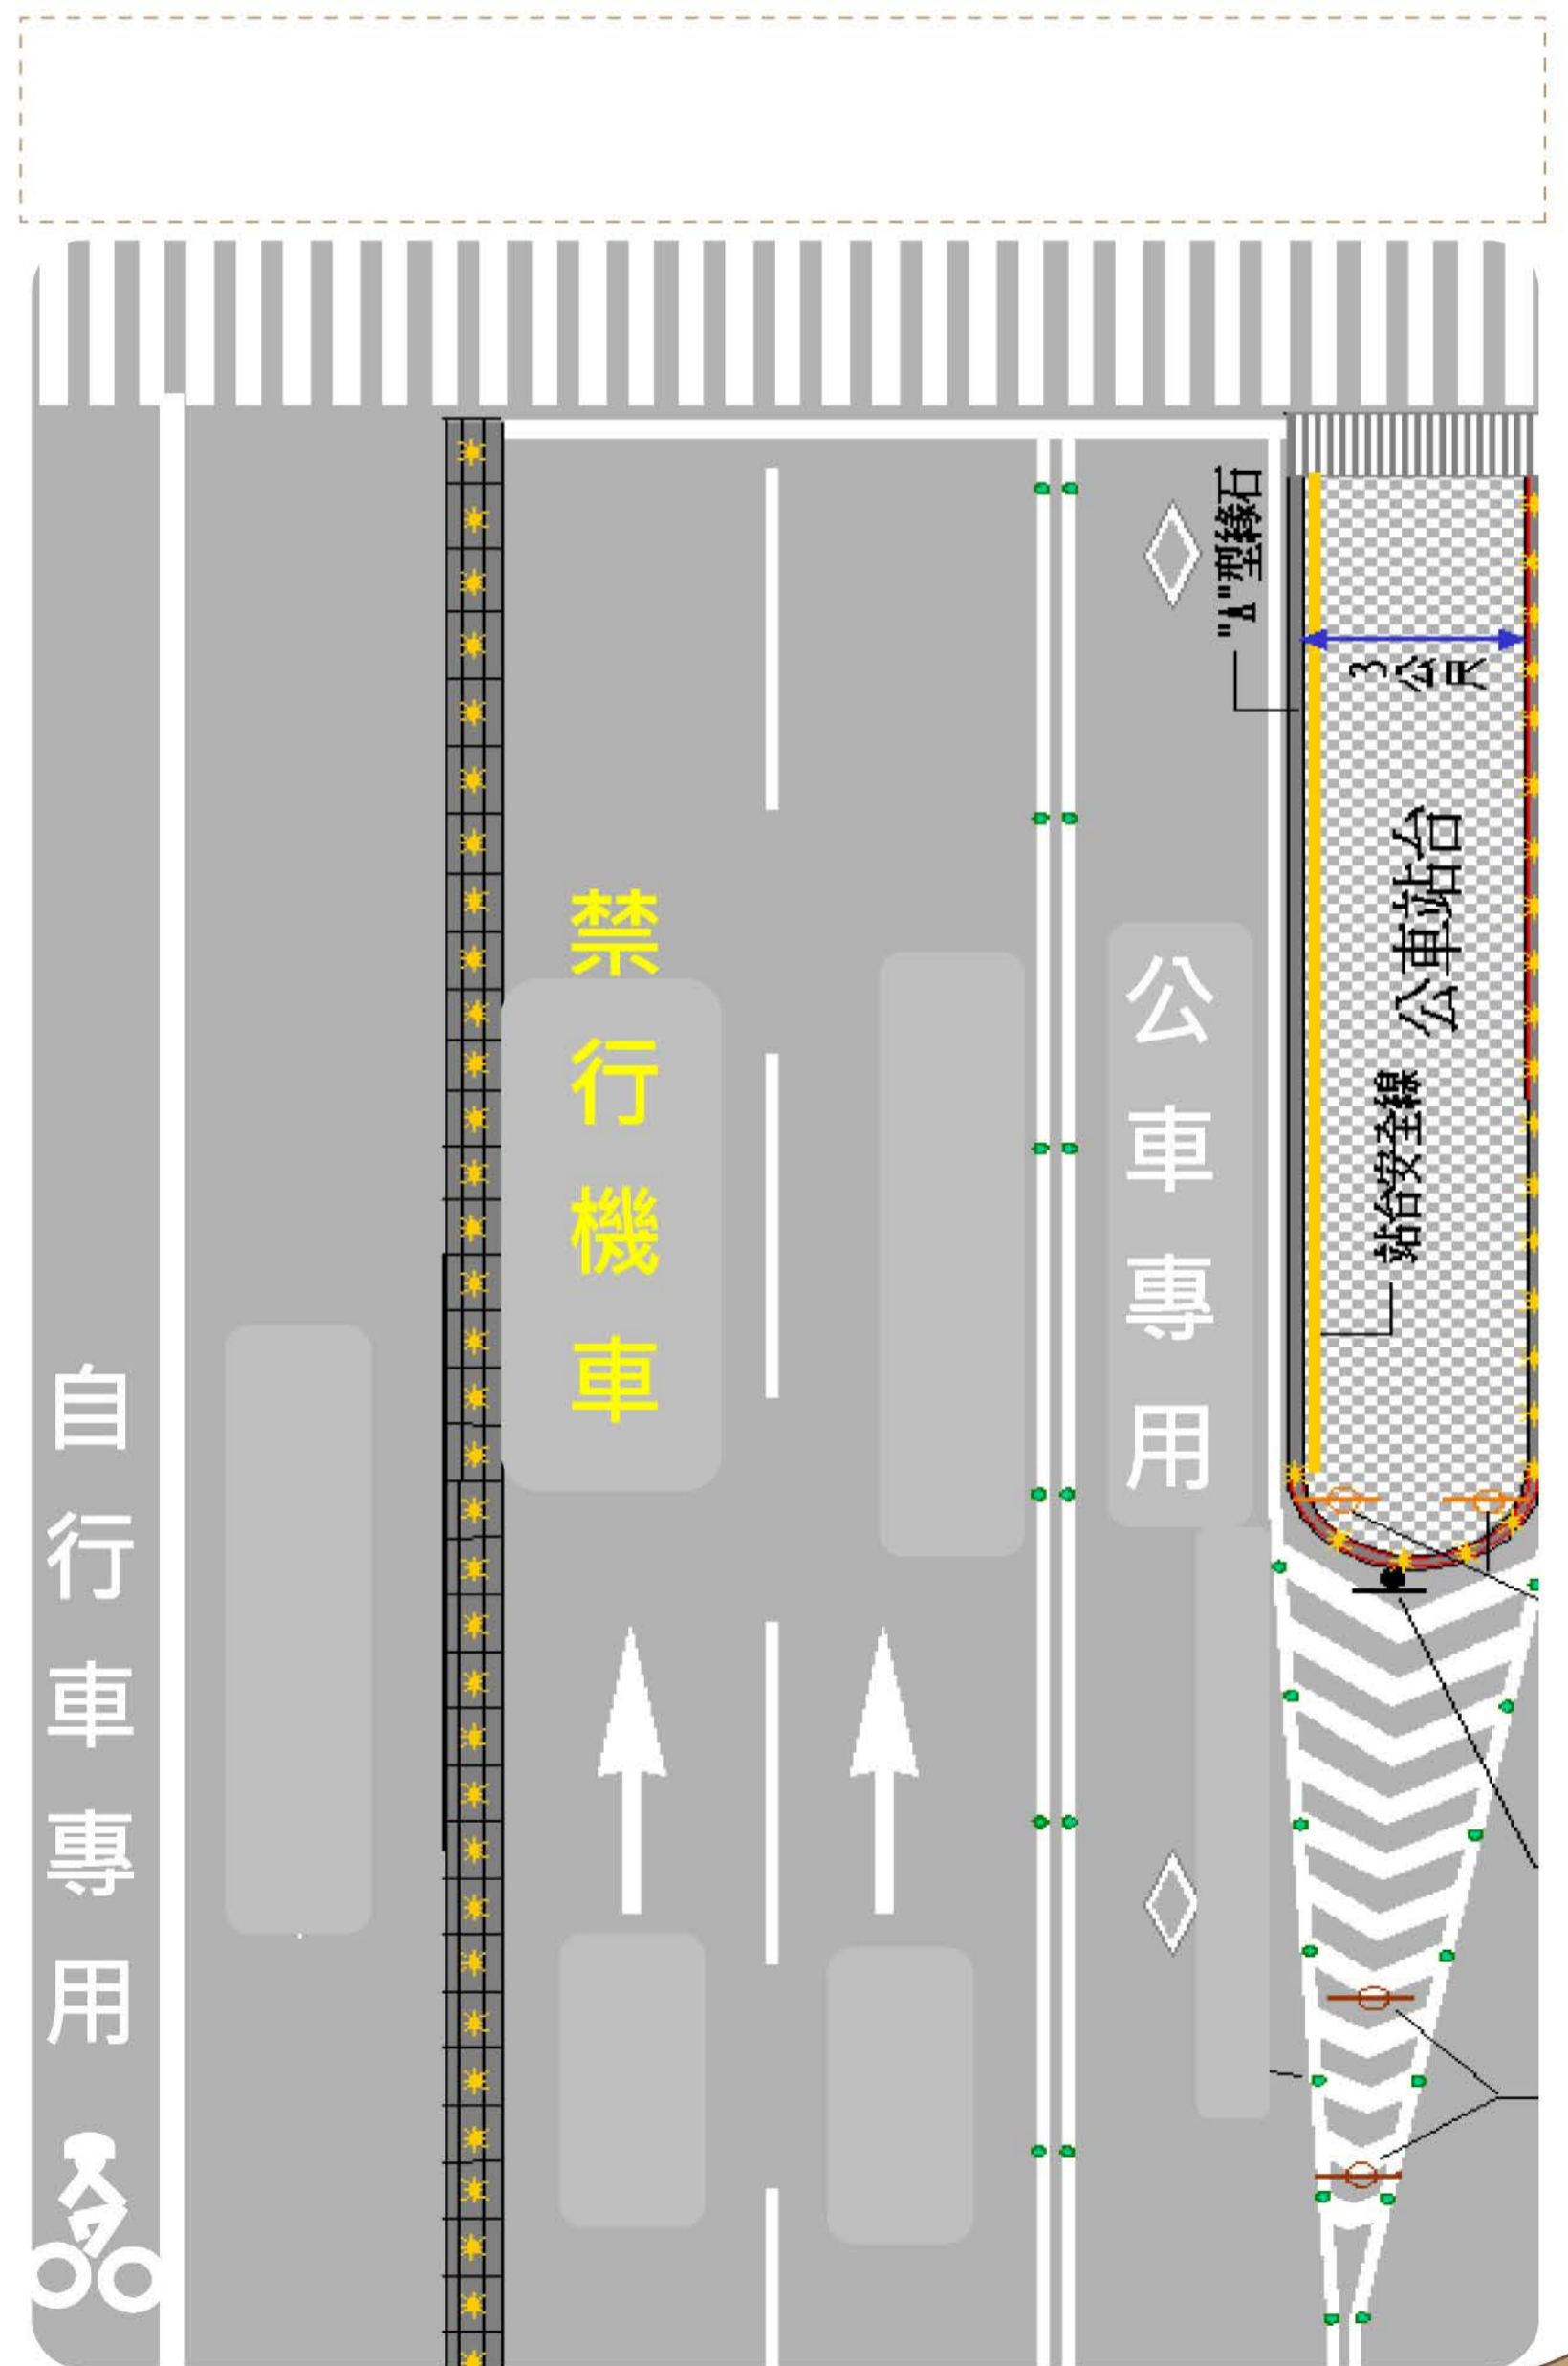 自行車專用
禁行機車
公車專用
"A"型緣石
3公尺
公車站台
站台安全線